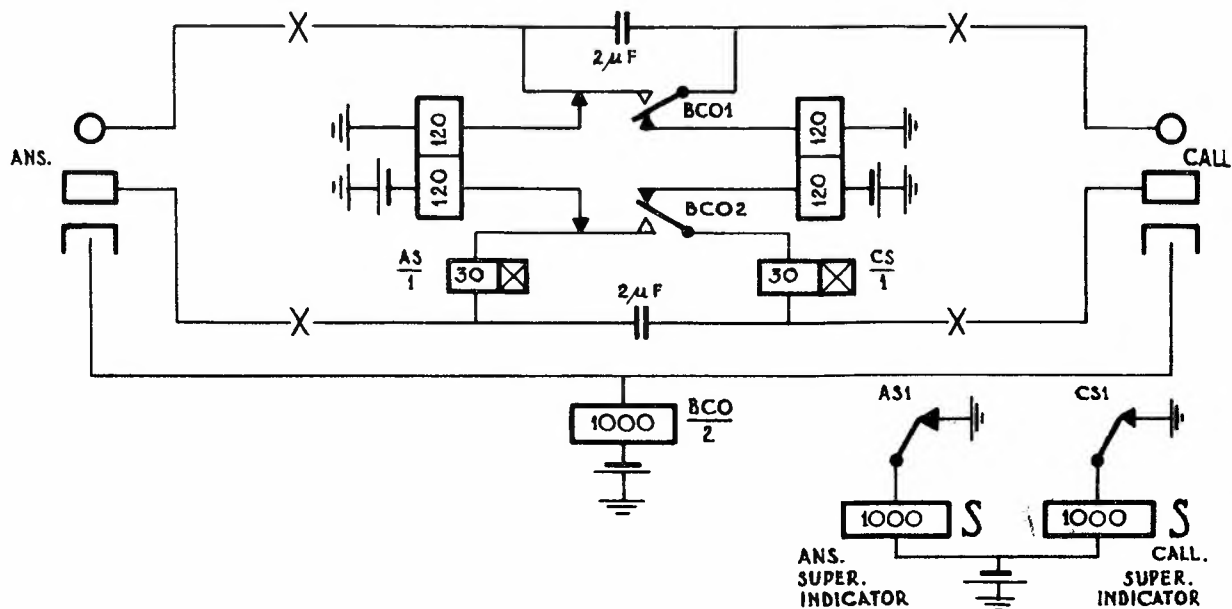 2μF
BCO1
120
120
120
120
ANS.
CALL
BCO2
AS
1
30
30
CS
1
2μF
1000
BCO
2
AS1
CS1
1000
S
1000
S
ANS.
SUPER.
INDICATOR
CALL.
SUPER.
INDICATOR